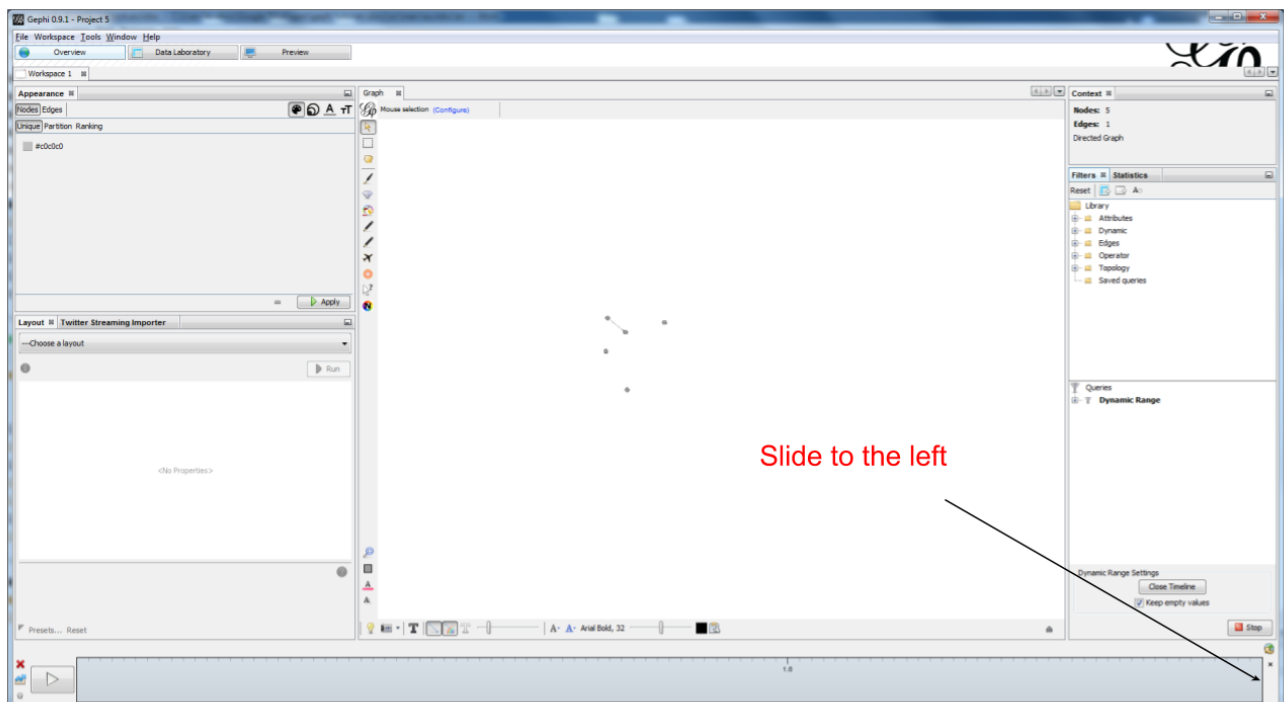 Gephi 0.9.1 - Project 5
File Workspace Tools Window Help
Overview Data Laboratory Preview
Workspace 1
Appearance
Nodes Edges
Unique Partition Ranking
#c0c0c0
Apply
Layout Twitter Streaming Importer
---Choose a layout
Run
<No Properties>
Presets... Reset
Graph
Mouse selection (Configure)
Slide to the left
Arial Bold, 32
Context
Nodes: 5
Edges: 1
Directed Graph
Filters Statistics
Reset
Library
Attributes
Dynamic
Edges
Operator
Topology
Saved queries
Queries
Dynamic Range
Dynamic Range Settings
Close Timeline
Keep empty values
Stop